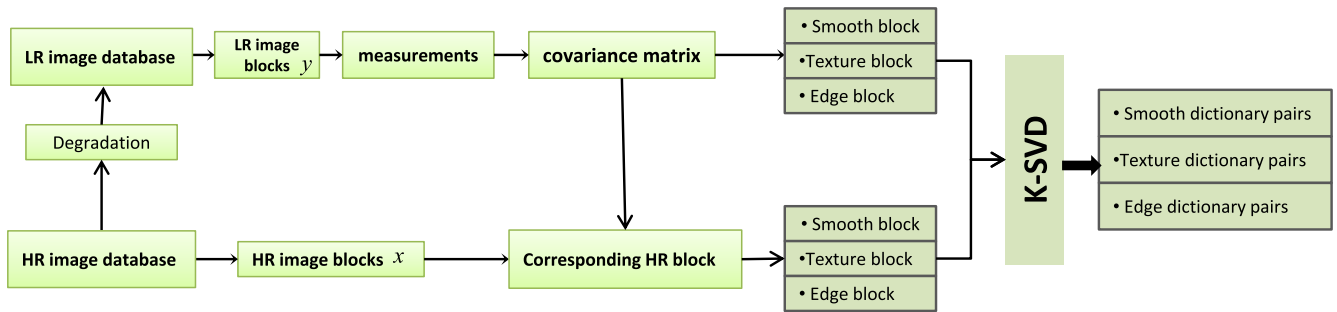 LR image database
LR image
blocks y
measurements
covariance matrix
• Smooth block
•Texture block
• Edge block
Degradation
HR image database
HR image blocks x
Corresponding HR block
• Smooth block
•Texture block
• Edge block
K-SVD
• Smooth dictionary pairs
•Texture dictionary pairs
• Edge dictionary pairs